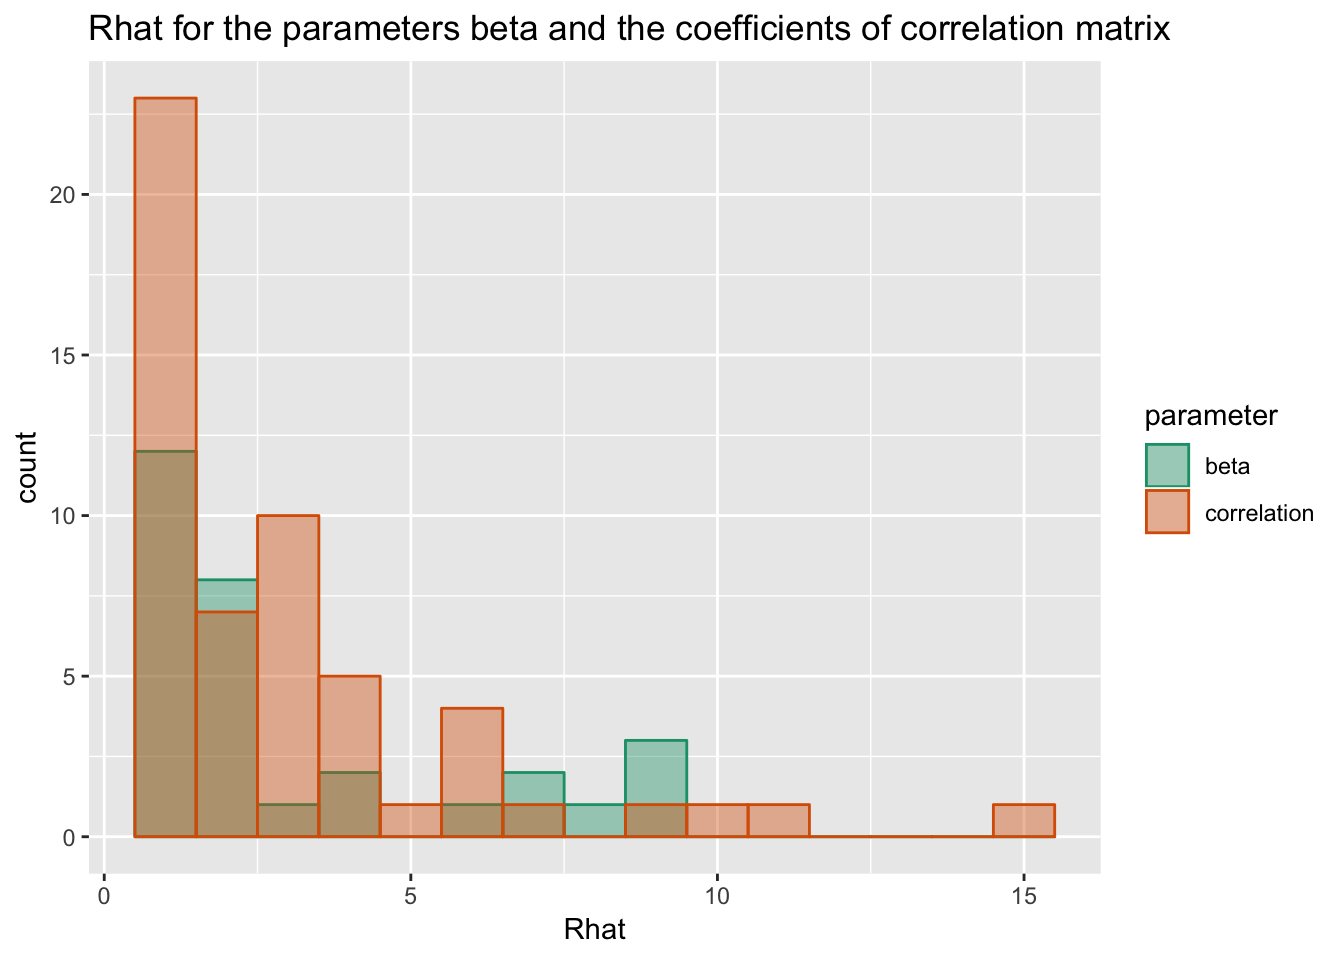 Rhat for the parameters beta and the coefficients of correlation matrix
20
15
10
5
0
count
0 5 10 15
Rhat
parameter
beta
correlation